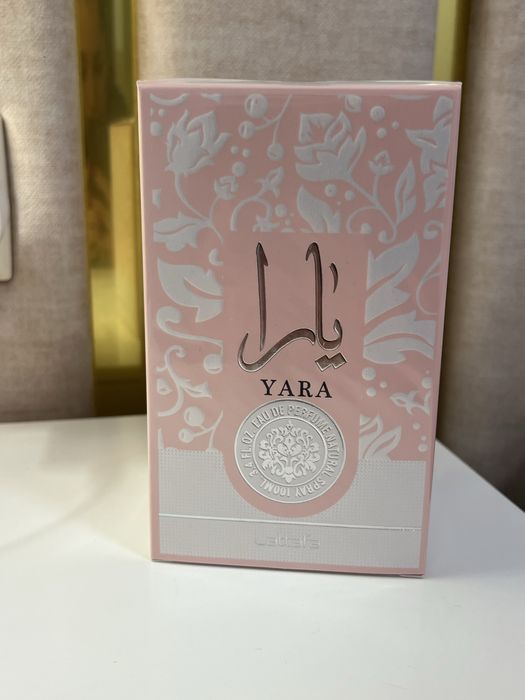 يارا
YARA
EAU DE PERFUME NATURAL SPRAY 100ML 3.4 FL.OZ.
Lattafa